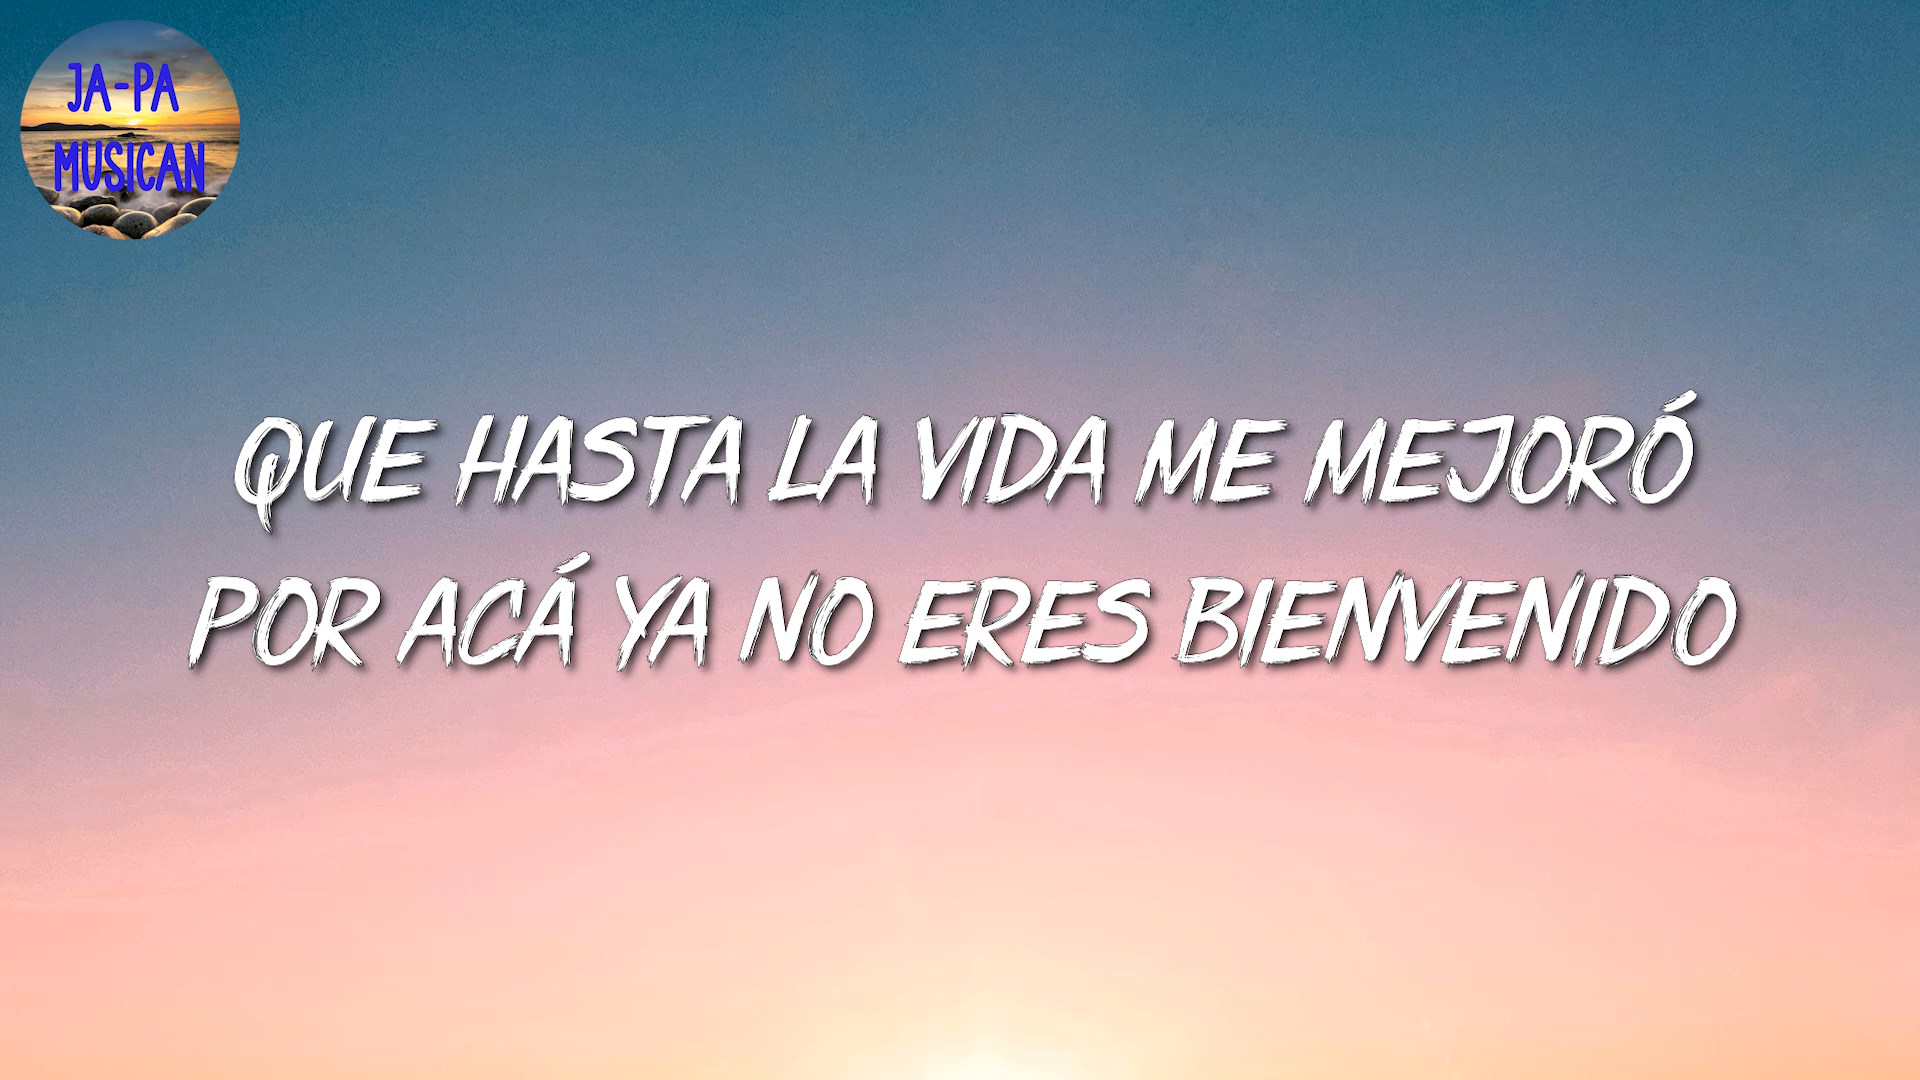 JA-PA
MUSICAN
QUE HASTA LA VIDA ME MEJORÓ
POR ACÁ YA NO ERES BIENVENIDO